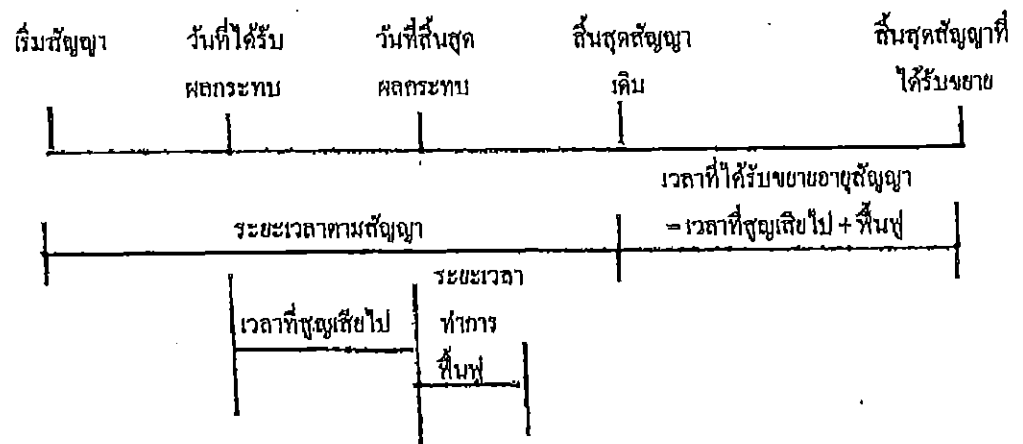 เริ่มสัญญา วันที่ได้รับ วันที่สิ้นสุด สิ้นสุดสัญญา สิ้นสุดสัญญาที่
ผลกระทบ ผลกระทบ เดิม ได้รับขยาย
เวลาที่ได้รับขยายอายุสัญญา
ระยะเวลาตามสัญญา = เวลาที่สูญเสียไป + ฟื้นฟู
ระยะเวลา
เวลาที่สูญเสียไป ทำการ
ฟื้นฟู